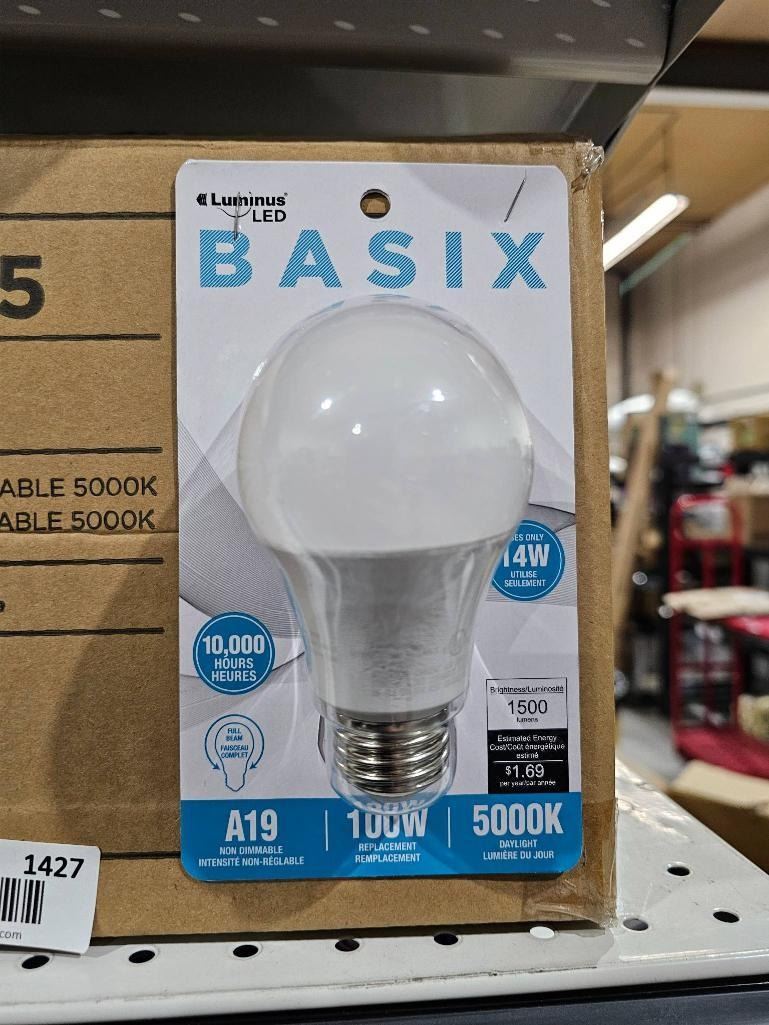 Luminus®
LED
BASIX
5
ABLE 5000K
ABLE 5000K
ES ONLY
14W
UTILISE
SEULEMENT
10,000
HOURS
HEURES
FULL
BEAM
FAISCEAU
COMPLET
Brightness/Luminosité
1500
lumens
Estimated Energy
Cost/Coût énergétique
estimé
$1.69
per year/par année
A19
NON DIMMABLE
INTENSITÉ NON-RÉGLABLE
100W
REPLACEMENT
REMPLACEMENT
5000K
DAYLIGHT
LUMIÈRE DU JOUR
1427
com